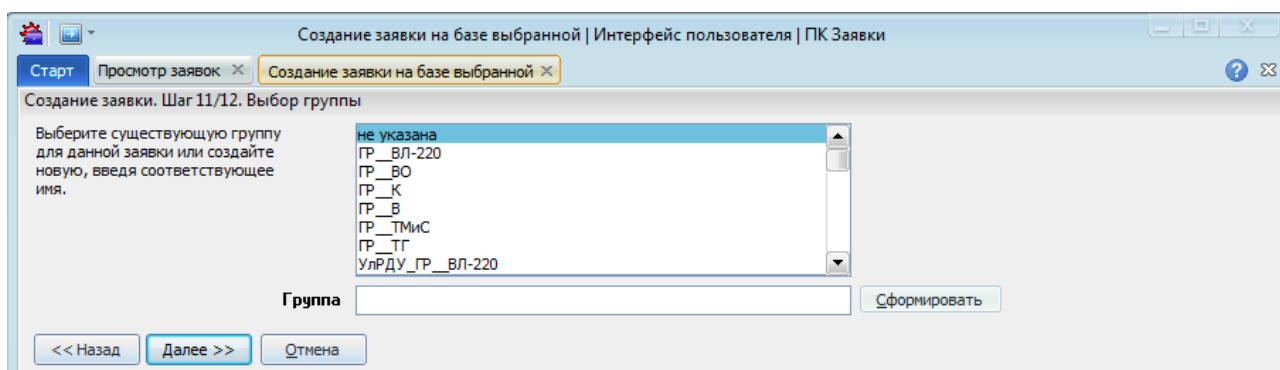 Создание заявки на базе выбранной | Интерфейс пользователя | ПК Заявки
Старт Просмотр заявок Создание заявки на базе выбранной
Создание заявки. Шаг 11/12. Выбор группы
Выберите существующую группу
для данной заявки или создайте
новую, введя соответствующее
имя.
не указана
ГР__ВЛ-220
ГР__ВО
ГР__К
ГР__В
ГР__ТМиС
ГР__ТГ
УлРДУ_ГР__ВЛ-220
Группа Сформировать
<< Назад Далее >> Отмена